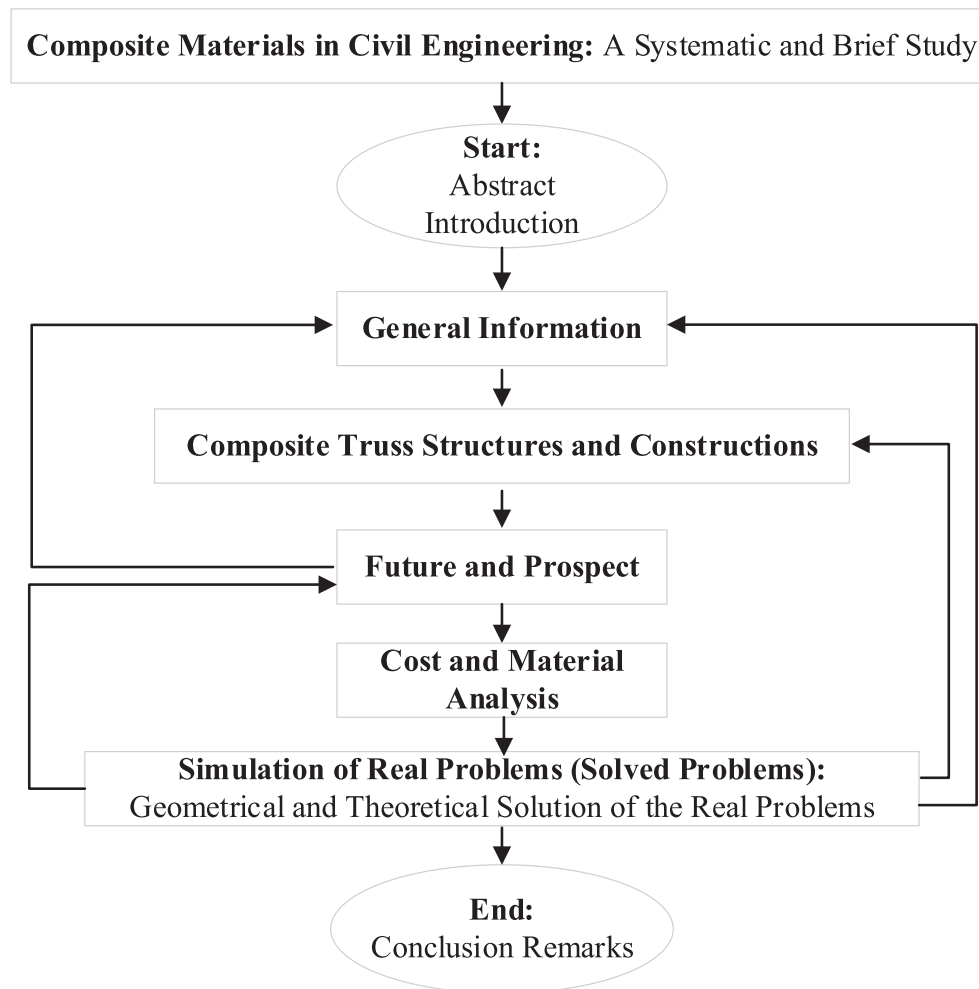 Composite Materials in Civil Engineering: A Systematic and Brief Study
Start:
Abstract
Introduction
General Information
Composite Truss Structures and Constructions
Future and Prospect
Cost and Material
Analysis
Simulation of Real Problems (Solved Problems):
Geometrical and Theoretical Solution of the Real Problems
End:
Conclusion Remarks